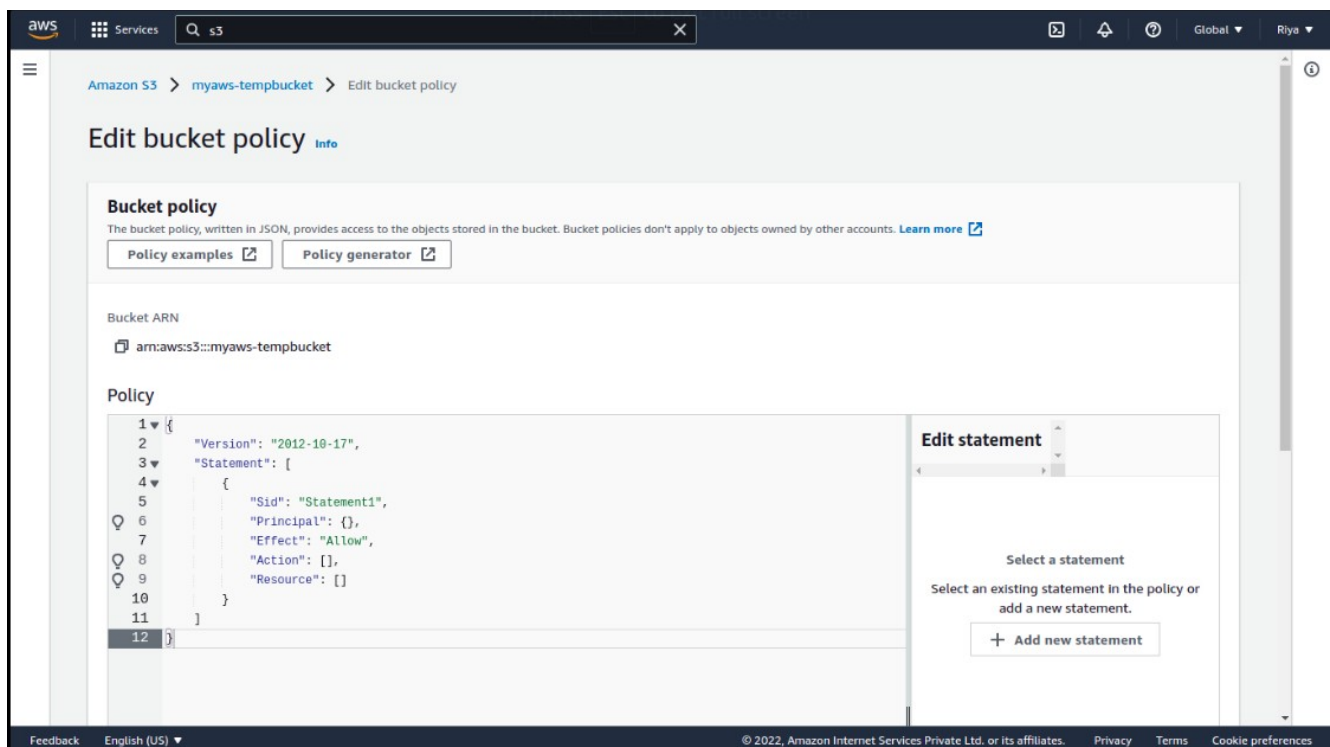 aws Services s3 Global Riya
Amazon S3 > myaws-tempbucket > Edit bucket policy
Edit bucket policy Info
Bucket policy
The bucket policy, written in JSON, provides access to the objects stored in the bucket. Bucket policies don't apply to objects owned by other accounts. Learn more
Policy examples Policy generator
Bucket ARN
arn:aws:s3:::myaws-tempbucket
Policy
1 {
2 "Version": "2012-10-17",
3 "Statement": [
4 {
5 "Sid": "Statement1",
6 "Principal": {},
7 "Effect": "Allow",
8 "Action": [],
9 "Resource": []
10 }
11 ]
12 }
Edit statement
Select a statement
Select an existing statement in the policy or
add a new statement.
+ Add new statement
Feedback English (US) © 2022, Amazon Internet Services Private Ltd. or its affiliates. Privacy Terms Cookie preferences